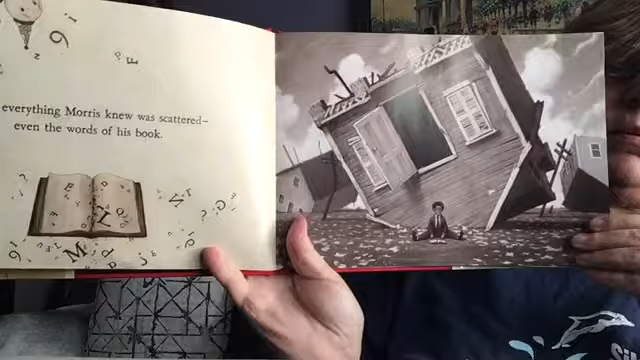 everything Morris knew was scattered–
even the words of his book.